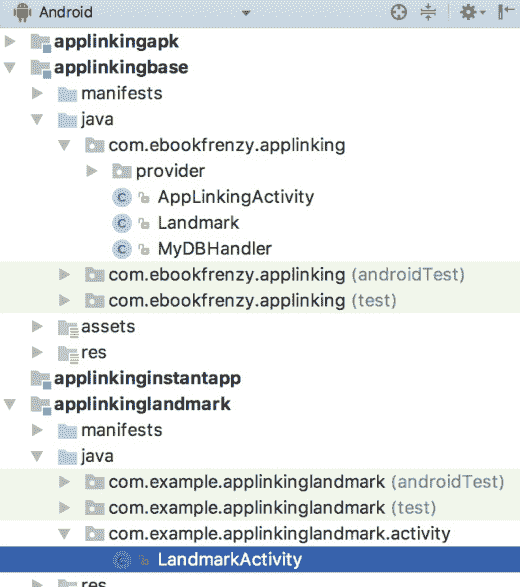 Android
applinkingapk
applinkingbase
manifests
java
com.ebookfrenzy.applinking
provider
AppLinkingActivity
Landmark
MyDBHandler
com.ebookfrenzy.applinking (androidTest)
com.ebookfrenzy.applinking (test)
assets
res
applinkinginstantapp
applinkinglandmark
manifests
java
com.example.applinkinglandmark (androidTest)
com.example.applinkinglandmark (test)
com.example.applinkinglandmark.activity
LandmarkActivity
res